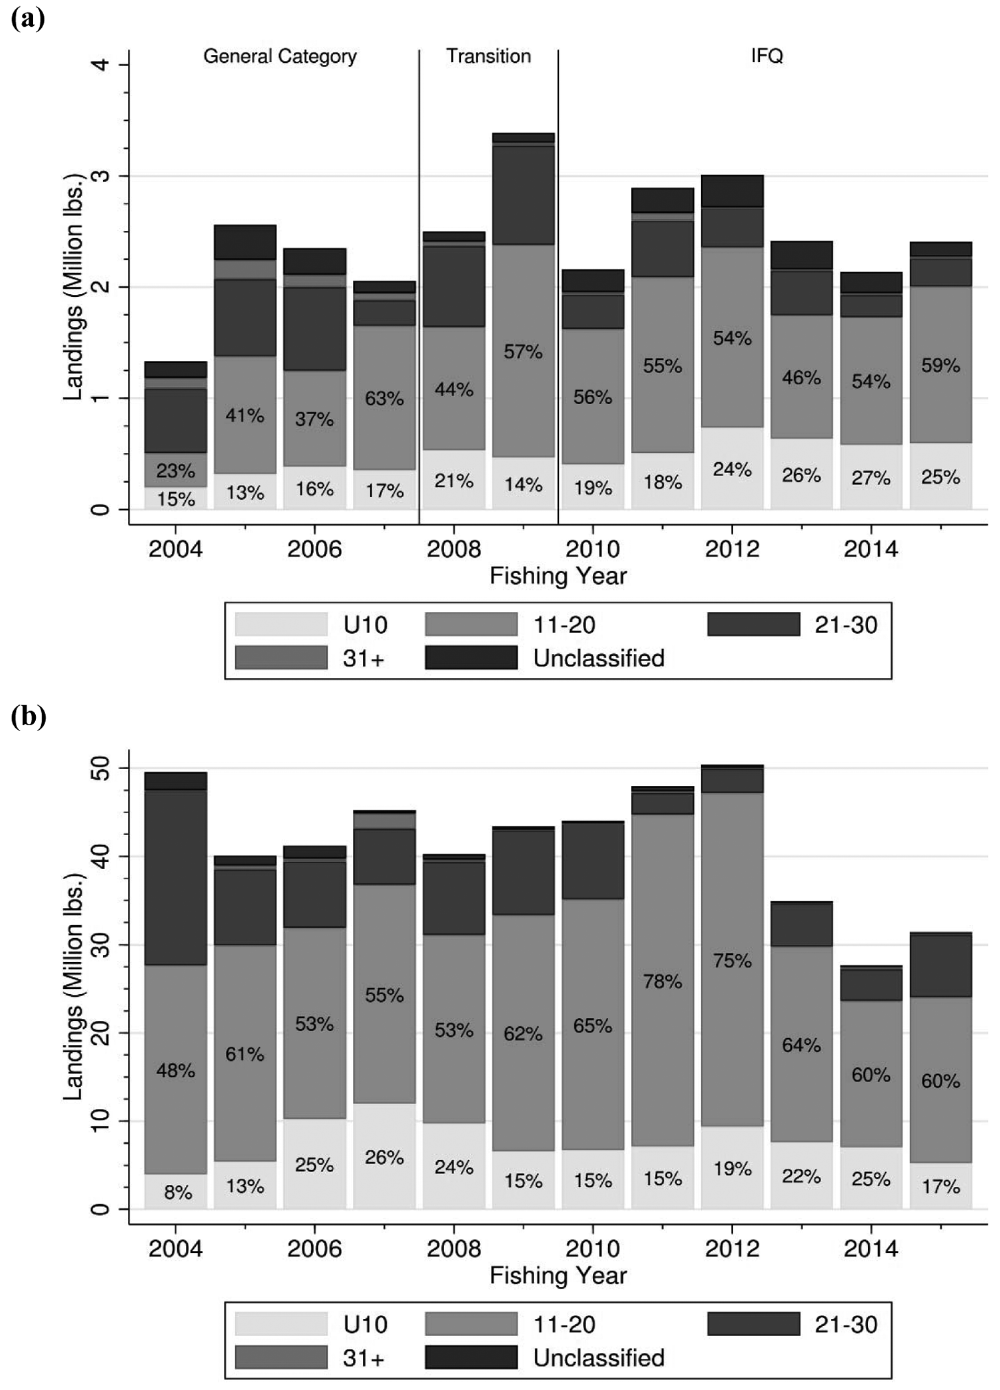 (a)
General Category Transition IFQ
4
3
2
1
0
Landings (Million lbs.)
23% 41% 37% 63% 44% 57% 56% 55% 54% 46% 54% 59%
15% 13% 16% 17% 21% 14% 19% 18% 24% 26% 27% 25%
2004 2006 2008 2010 2012 2014
Fishing Year
U10 11-20 21-30
31+ Unclassified
(b)
50
40
30
20
10
0
Landings (Million lbs.)
48% 61% 53% 55% 53% 62% 65% 78% 75% 64% 60% 60%
8% 13% 25% 26% 24% 15% 15% 15% 19% 22% 25% 17%
2004 2006 2008 2010 2012 2014
Fishing Year
U10 11-20 21-30
31+ Unclassified